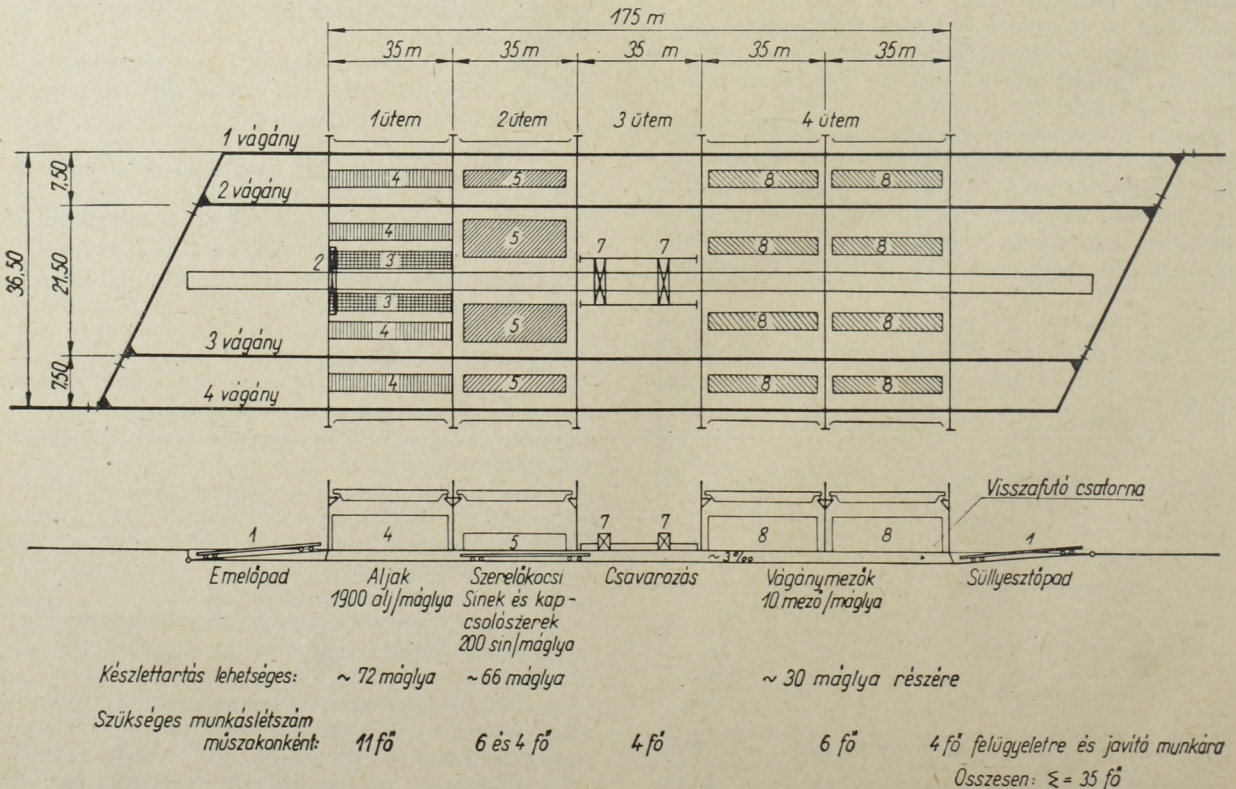 175 m
35 m 35 m 35 m 35 m 35 m
1 ütem 2 ütem 3 ütem 4 ütem
1 vágány
7.50
4 5 8 8
2 vágány
4 5 7 7 8 8
2 3
36.50
21.50
3
4 5 8 8
3 vágány
7.50
4 5 8 8
4 vágány
Visszafutó csatorna
1 4 5 7 7 8 8 1
~ 3‰
Emelőpad Aljak Szerelőkocsi Csavarozás Vágánymezők Süllyesztőpad
1900 alj/máglya Sinek és kap- 10 mező/máglya
csolószerek
200 sin/máglya
Készlettartás lehetséges: ~ 72 máglya ~ 66 máglya ~ 30 máglya részére
Szükséges munkáslétszám
műszakonként: 11 fő 6 és 4 fő 4 fő 6 fő 4 fő felügyeletre és javító munkára
Összesen: Σ = 35 fő